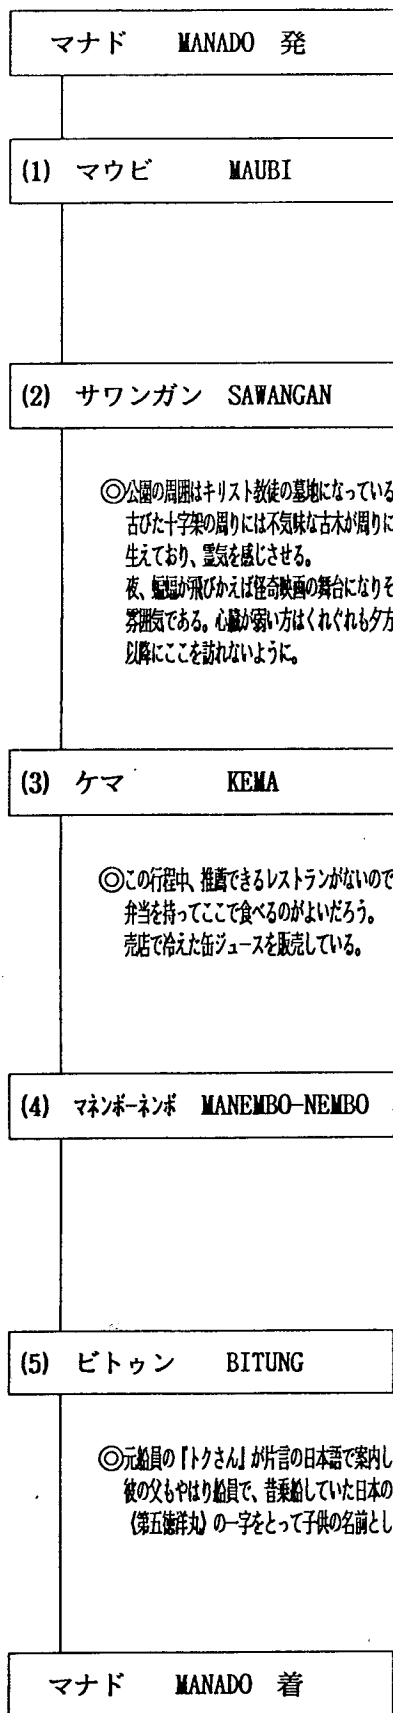 マナド MANADO 発
(1) マウビ MAUBI
(2) サワンガン SAWANGAN
◎公園の周囲はキリスト教徒の墓地になっている
古びた十字架の周りには不気味な古木が周りに
生えており、霊気を感じさせる。
夜、蝙蝠が飛びかえば怪奇映画の舞台になりそ
雰囲気である。心臓が弱い方はくれぐれも夕方
以降にここを訪れないように。
(3) ケマ KEMA
◎この行程中、推薦できるレストランがないので
弁当を持ってここで食べるのがよいだろう。
売店で冷えた缶ジュースを販売している。
(4) マネンボーネンボ MANEMBO-NEMBO
(5) ビトゥン BITUNG
◎元船員の『トクさん』が片言の日本語で案内し
彼の父もやはり船員で、昔乗船していた日本の
《第五徳洋丸》の一字をとって子供の名前とし
マナド MANADO 着